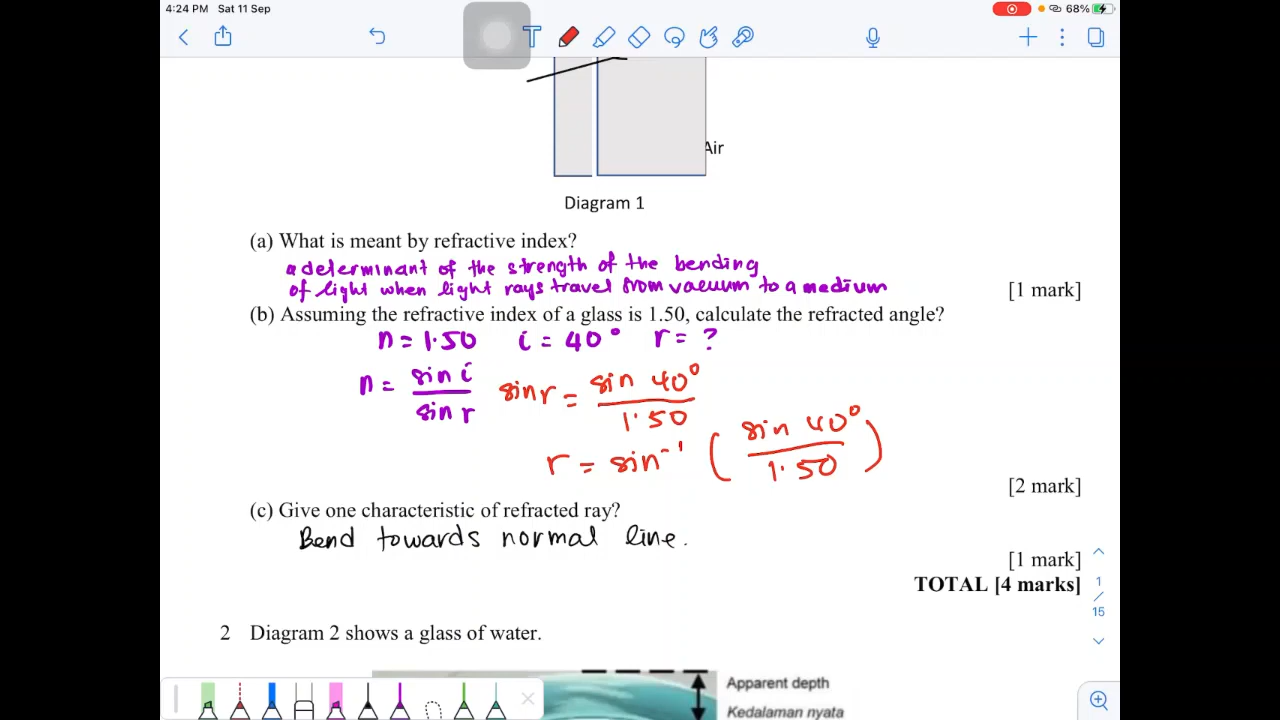 4:24 PM Sat 11 Sep
68%
T
Air
Diagram 1
(a) What is meant by refractive index?
a determinant of the strength of the bending
of light when light rays travel from vacuum to a medium
[1 mark]
(b) Assuming the refractive index of a glass is 1.50, calculate the refracted angle?
n = 1.50 i = 40° r = ?
n = sin i / sin r
sin r = sin 40° / 1.50
r = sin⁻¹ ( sin 40° / 1.50 )
[2 mark]
(c) Give one characteristic of refracted ray?
Bend towards normal line.
[1 mark]
TOTAL [4 marks]
1
/
15
2 Diagram 2 shows a glass of water.
Apparent depth
Kedalaman nyata